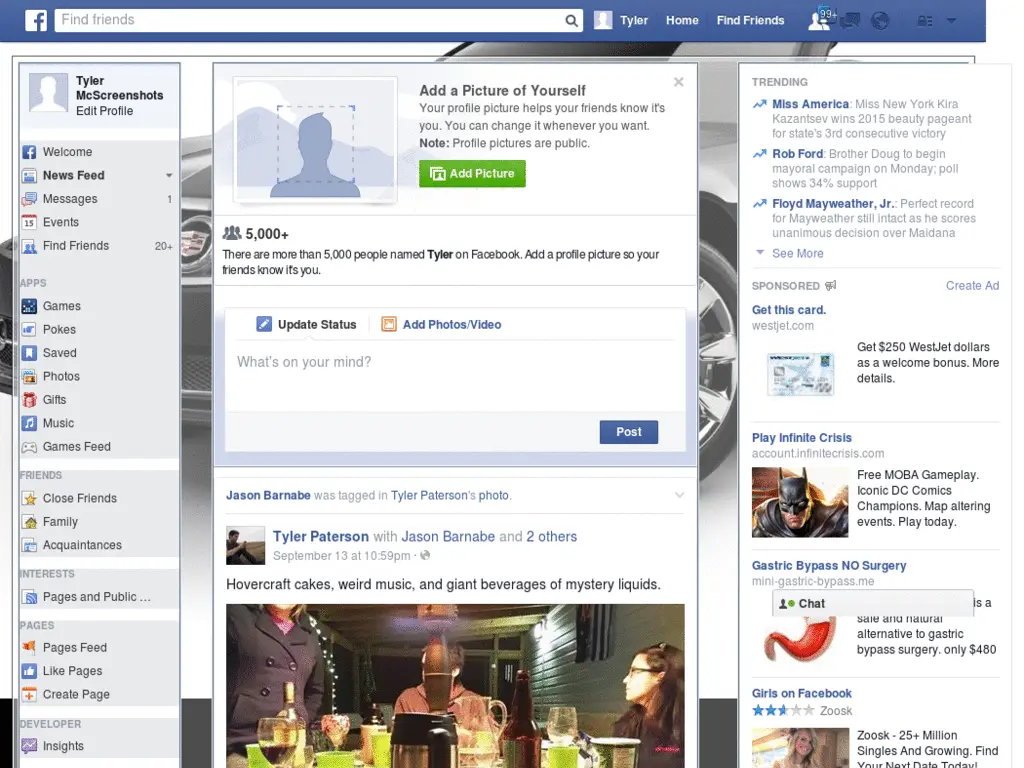 Find friends
Tyler
Home
Find Friends
99+
Tyler
McScreenshots
Edit Profile
Welcome
News Feed
Messages 1
Events
Find Friends 20+
APPS
Games
Pokes
Saved
Photos
Gifts
Music
Games Feed
FRIENDS
Close Friends
Family
Acquaintances
INTERESTS
Pages and Public ...
PAGES
Pages Feed
Like Pages
Create Page
DEVELOPER
Insights
Add a Picture of Yourself
Your profile picture helps your friends know it's
you. You can change it whenever you want.
Note: Profile pictures are public.
Add Picture
5,000+
There are more than 5,000 people named Tyler on Facebook. Add a profile picture so your
friends know it's you.
Update Status
Add Photos/Video
What's on your mind?
Post
Jason Barnabe was tagged in Tyler Paterson's photo.
Tyler Paterson with Jason Barnabe and 2 others
September 13 at 10:59pm ·
Hovercraft cakes, weird music, and giant beverages of mystery liquids.
TRENDING
Miss America: Miss New York Kira
Kazantsev wins 2015 beauty pageant
for state's 3rd consecutive victory
Rob Ford: Brother Doug to begin
mayoral campaign on Monday; poll
shows 34% support
Floyd Mayweather, Jr.: Perfect record
for Mayweather still intact as he scores
unanimous decision over Maidana
See More
SPONSORED
Create Ad
Get this card.
westjet.com
Get $250 WestJet dollars
as a welcome bonus. More
details.
Play Infinite Crisis
account.infinitecrisis.com
Free MOBA Gameplay.
Iconic DC Comics
Champions. Map altering
events. Play today.
Gastric Bypass NO Surgery
mini-gastric-bypass.me
Chat
is a
safe and natural
alternative to gastric
bypass surgery. only $480
Girls on Facebook
Zoosk
Zoosk - 25+ Million
Singles And Growing. Find
Your Next Date Today!